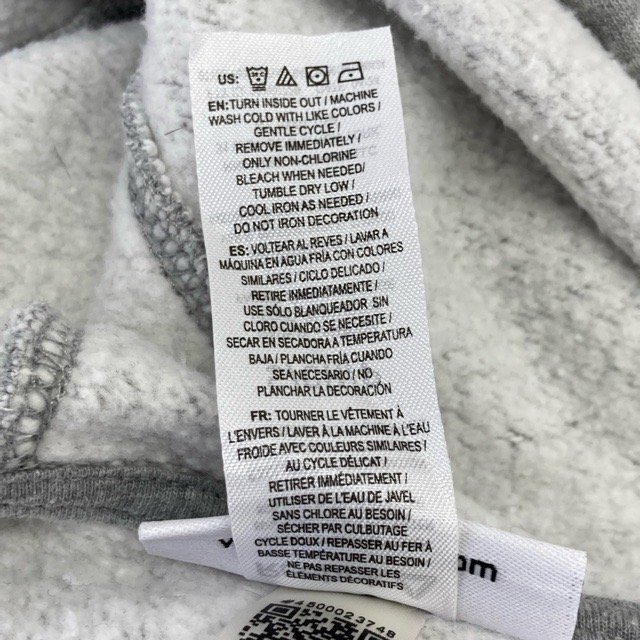 US:
EN: TURN INSIDE OUT / MACHINE
WASH COLD WITH LIKE COLORS /
GENTLE CYCLE /
REMOVE IMMEDIATELY /
ONLY NON-CHLORINE
BLEACH WHEN NEEDED/
TUMBLE DRY LOW /
COOL IRON AS NEEDED /
DO NOT IRON DECORATION
ES: VOLTEAR AL REVES / LAVAR A
MÁQUINA EN AGUA FRÍA CON COLORES
SIMILARES / CICLO DELICADO /
RETIRE INMEDIATAMENTE /
USE SÓLO BLANQUEADOR SIN
CLORO CUANDO SE NECESITE /
SECAR EN SECADORA A TEMPERATURA
BAJA / PLANCHA FRÍA CUANDO
SEA NECESARIO / NO
PLANCHAR LA DECORACIÓN
FR: TOURNER LE VÊTEMENT À
L'ENVERS / LAVER À LA MACHINE À L'EAU
FROIDE AVEC COULEURS SIMILAIRES /
AU CYCLE DÉLICAT /
RETIRER IMMÉDIATEMENT /
UTILISER DE L'EAU DE JAVEL
SANS CHLORE AU BESOIN /
SÉCHER PAR CULBUTAGE
CYCLE DOUX / REPASSER AU FER À
BASSE TEMPÉRATURE AU BESOIN
/ NE PAS REPASSER LES
ÉLÉMENTS DÉCORATIFS